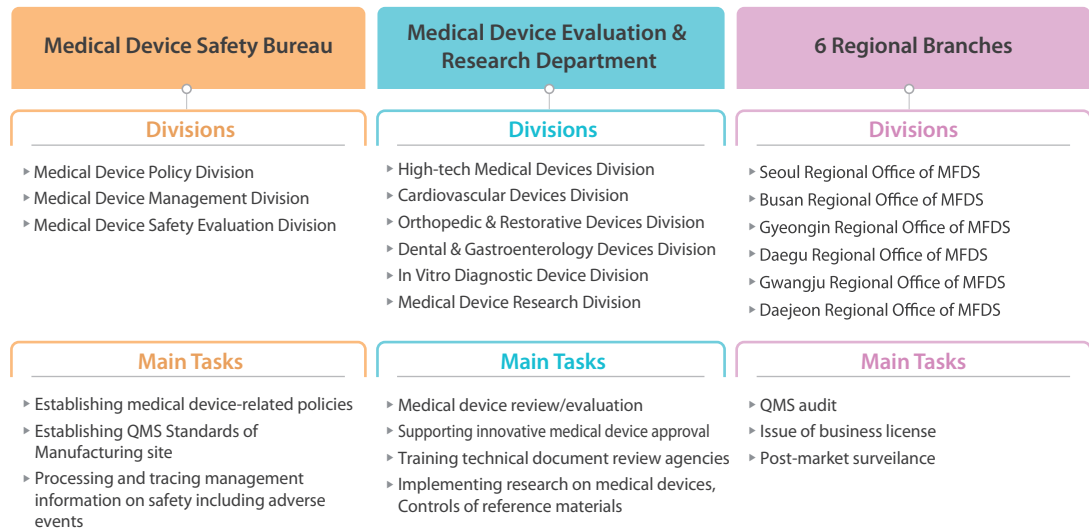 Medical Device Safety Bureau
Divisions
▸ Medical Device Policy Division
▸ Medical Device Management Division
▸ Medical Device Safety Evaluation Division
Main Tasks
▸ Establishing medical device-related policies
▸ Establishing QMS Standards of
Manufacturing site
▸ Processing and tracing management
information on safety including adverse
events
Medical Device Evaluation &
Research Department
Divisions
▸ High-tech Medical Devices Division
▸ Cardiovascular Devices Division
▸ Orthopedic & Restorative Devices Division
▸ Dental & Gastroenterology Devices Division
▸ In Vitro Diagnostic Device Division
▸ Medical Device Research Division
Main Tasks
▸ Medical device review/evaluation
▸ Supporting innovative medical device approval
▸ Training technical document review agencies
▸ Implementing research on medical devices,
Controls of reference materials
6 Regional Branches
Divisions
▸ Seoul Regional Office of MFDS
▸ Busan Regional Office of MFDS
▸ Gyeongin Regional Office of MFDS
▸ Daegu Regional Office of MFDS
▸ Gwangju Regional Office of MFDS
▸ Daejeon Regional Office of MFDS
Main Tasks
▸ QMS audit
▸ Issue of business license
▸ Post-market surveilance